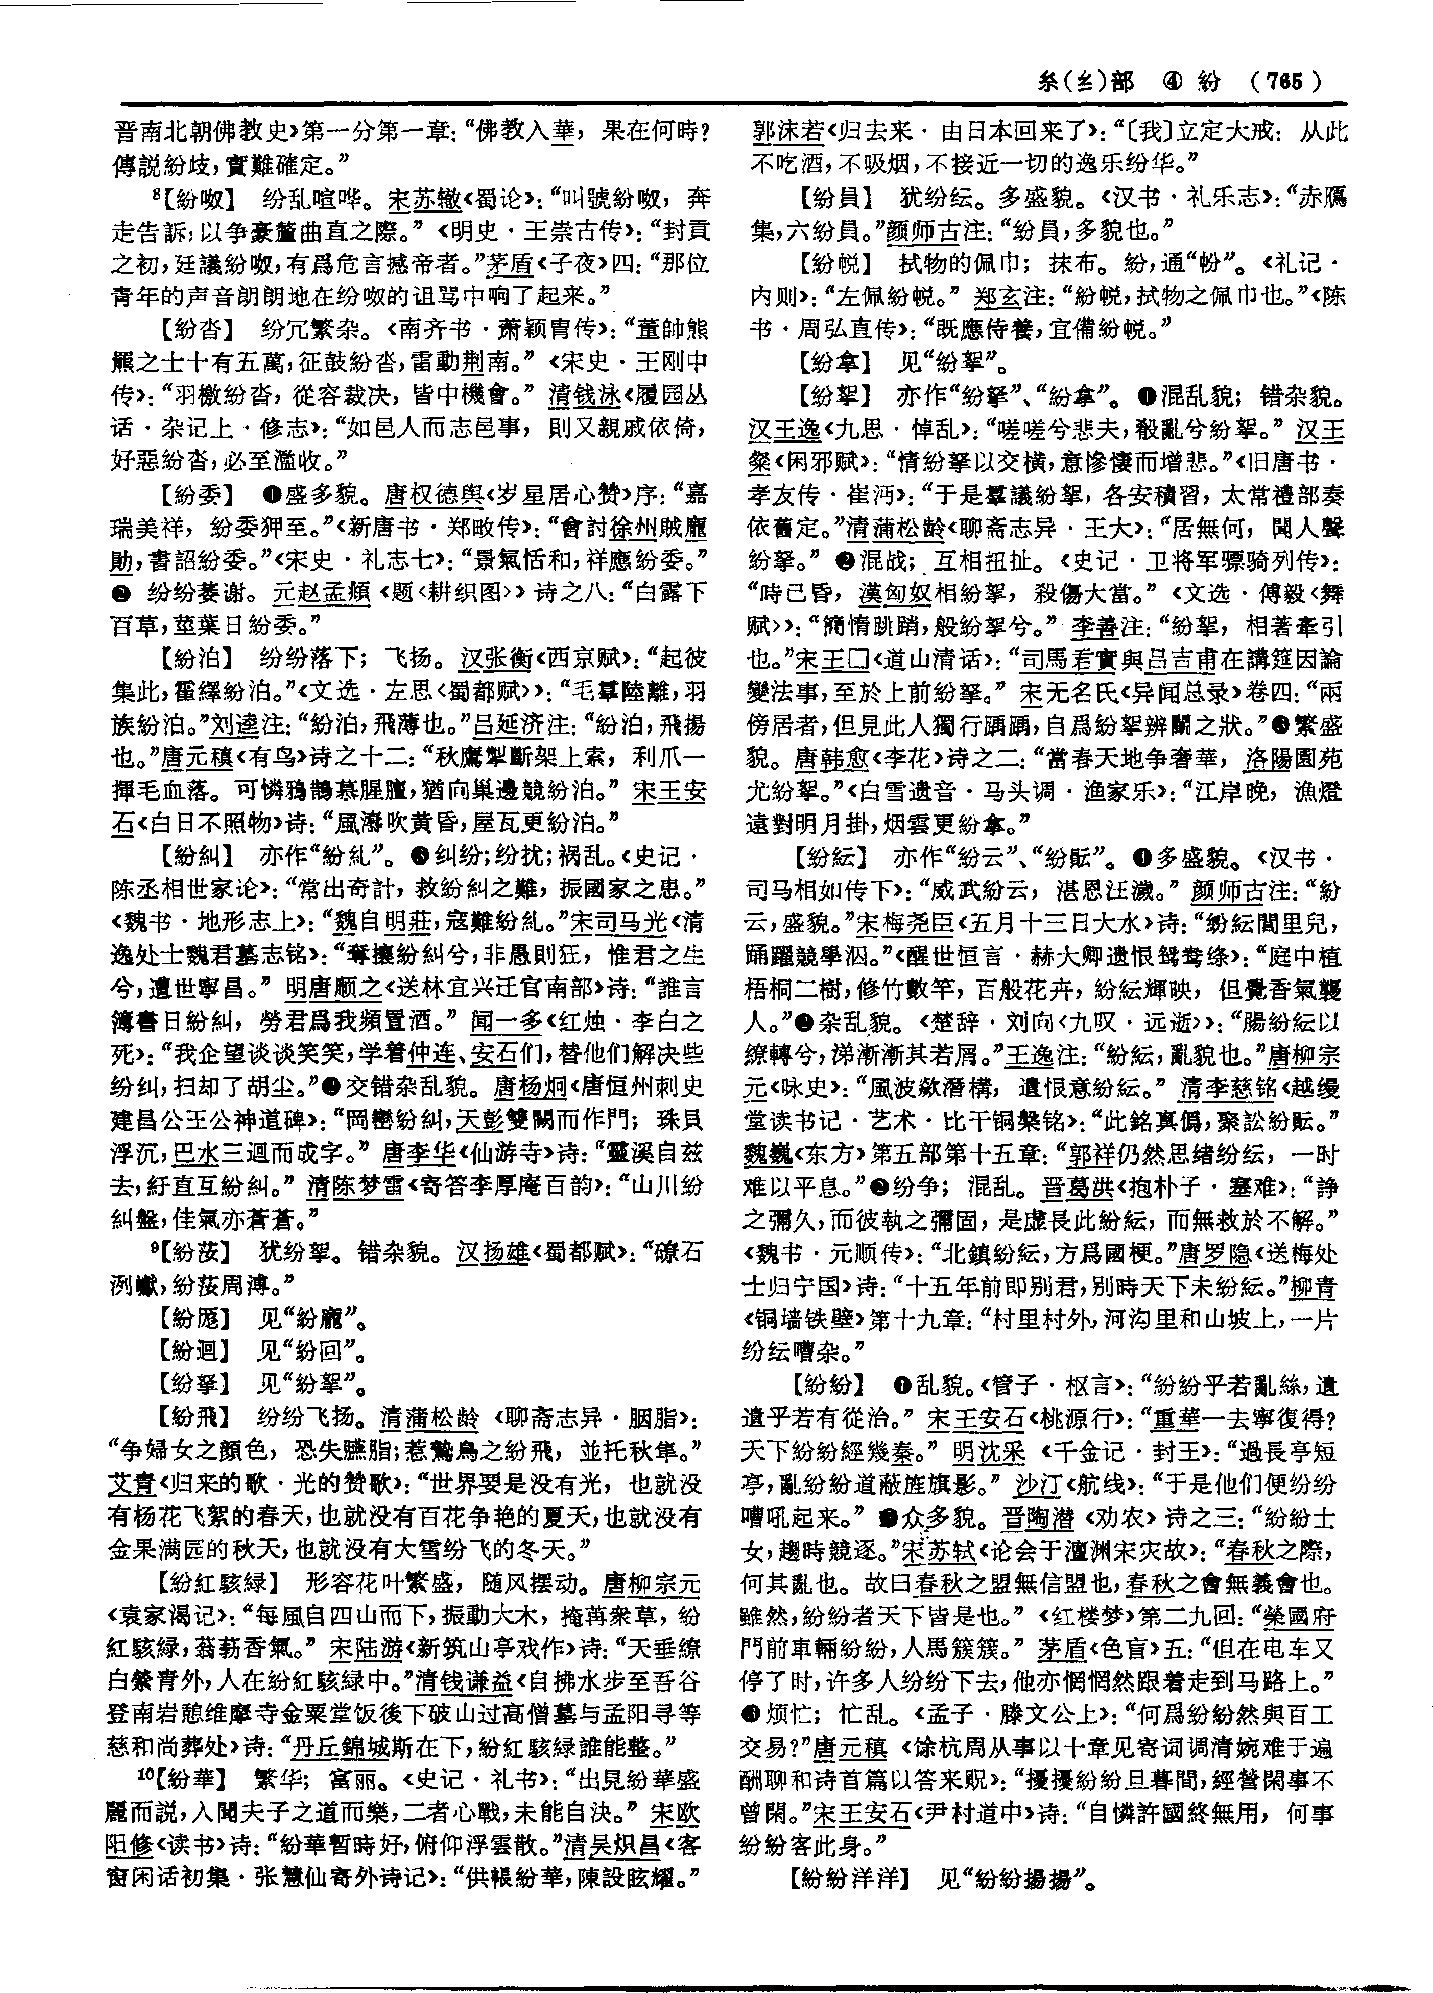 糸(纟)部 ④ 紛 (765)
晋南北朝佛教史>第一分第一章:“佛教入華，果在何時?
傳説紛歧,實難確定。”
8【紛呶】 纷乱喧哗。宋苏辙<蜀论>:“叫號紛呶，奔
走告訴;以争豪釐曲直之際。”<明史·王崇古传>:“封貢
之初,廷議紛呶,有爲危言撼帝者。”茅盾<子夜>四:“那位
青年的声音朗朗地在纷呶的诅骂中响了起来。”
【紛沓】 纷冗繁杂。<南齐书·萧颖胄传>:“董帥熊
羆之士十有五萬,征鼓紛沓,雷動荆南。”<宋史·王刚中
传>:“羽檄紛沓，從容裁决，皆中機會。”清钱泳<履园丛
话·杂记上·修志>:“如邑人而志邑事，則又親戚依倚，
好惡紛沓,必至濫收。”
【紛委】 ❶盛多貌。唐权德舆<岁星居心赞>序:“嘉
瑞美祥，紛委狎至。”<新唐书·郑畋传>:“會討徐州賊龐
勛,書詔紛委。”<宋史·礼志七>:“景氣恬和,祥應紛委。”
❷ 纷纷萎谢。元赵孟頫<题<耕织图>>诗之八:“白露下
百草,莖葉日紛委。”
【紛泊】 纷纷落下；飞扬。汉张衡<西京赋>:“起彼
集此,霍繹紛泊。”<文选·左思<蜀都赋>>:“毛羣陸離,羽
族紛泊。”刘逵注:“紛泊,飛薄也。”吕延济注:“紛泊,飛揚
也。”唐元稹<有鸟>诗之十二:“秋鷹掣斷架上索，利爪一
揮毛血落。可憐鴉鵲慕腥膻,猶向巢邊競紛泊。”宋王安
石<白日不照物>诗:“風潑吹黄昏,屋瓦更紛泊。”
【紛糾】 亦作“紛糺”。❶纠纷;纷扰;祸乱。<史记·
陈丞相世家论>:“常出奇計，救紛糾之難，振國家之患。”
<魏书·地形志上>:“魏自明莊,寇難紛糺。”宋司马光<清
逸处士魏君墓志铭>:“奪攘紛糾兮,非愚則狂，惟君之生
兮,遭世寧昌。”明唐顺之<送林宜兴迁官南部>诗:“誰言
簿書日紛糾，勞君爲我頻置酒。”闻一多<红烛·李白之
死>:“我企望谈谈笑笑,学着仲连、安石们,替他们解决些
纷纠,扫却了胡尘。”❷交错杂乱貌。唐杨炯<唐恒州刺史
建昌公王公神道碑>:“岡巒紛糾,天彭雙闕而作門；珠貝
浮沉,巴水三迴而成字。”唐李华<仙游寺>诗:“靈溪自兹
去,紆直互紛糾。”清陈梦雷<寄答李厚庵百韵>:“山川紛
糾盤,佳氣亦蒼蒼。”
9【紛茷】 犹纷挐。错杂貌。汉扬雄<蜀都赋>:“礫石
洌巘,紛茷周溥。”
【紛厖】 见“紛龐”。
【紛迴】 见“紛回”。
【紛拏】 见“紛挐”。
【紛飛】 纷纷飞扬。清蒲松龄<聊斋志异·胭脂>:
“争婦女之顔色，恐失臙脂;惹鷙鳥之紛飛，並托秋隼。”
艾青<归来的歌·光的赞歌>:“世界要是没有光，也就没
有杨花飞絮的春天,也就没有百花争艳的夏天,也就没有
金果满园的秋天,也就没有大雪纷飞的冬天。”
【紛紅駭緑】 形容花叶繁盛，随风摆动。唐柳宗元
<袁家渴记>:“每風自四山而下,振動大木，掩苒衆草，紛
紅駭緑,蓊葧香氣。”宋陆游<新筑山亭戏作>诗:“天垂繚
白縈青外,人在紛紅駭緑中。”清钱谦益<自拂水步至吾谷
登南岩憩维摩寺金粟堂饭後下破山过高僧墓与孟阳寻等
慈和尚葬处>诗:“丹丘錦城斯在下,紛紅駭緑誰能整。”
10【紛華】 繁华；富丽。<史记·礼书>:“出見紛華盛
麗而説,入聞夫子之道而樂,二者心戰,未能自决。”宋欧
阳修<读书>诗:“紛華暫時好,俯仰浮雲散。”清吴炽昌<客
窗闲话初集·张慧仙寄外诗记>:“供帳紛華,陳設眩耀。”
郭沫若<归去来·由日本回来了>:“〔我〕立定大戒：从此
不吃酒,不吸烟,不接近一切的逸乐纷华。”
【紛員】 犹纷纭。多盛貌。<汉书·礼乐志>:“赤鴈
集,六紛員。”颜师古注:“紛員,多貌也。”
【紛帨】 拭物的佩巾；抹布。紛,通“帉”。<礼记·
内则>:“左佩紛帨。”郑玄注:“紛帨,拭物之佩巾也。”<陈
书·周弘直传>:“既應侍養,宜備紛帨。”
【紛拿】 见“紛挐”。
【紛挐】 亦作“紛拏”、“紛拿”。❶混乱貌；错杂貌。
汉王逸<九思·悼乱>:“嗟嗟兮悲夫,殽亂兮紛挐。”汉王
粲<闲邪赋>:“情紛拏以交横,意慘悽而增悲。”<旧唐书·
孝友传·崔沔>:“于是羣議紛挐，各安積習，太常禮部奏
依舊定。”清蒲松龄<聊斋志异·王大>:“居無何，聞人聲
紛拏。”❷混战；互相扭扯。<史记·卫将军骠骑列传>:
“時已昏，漢匈奴相紛挐，殺傷大當。”<文选·傅毅<舞
赋>>:“簡惰跳踃,般紛挐兮。”李善注:“紛挐，相著牽引
也。”宋王囗<道山清话>:“司馬君實與吕吉甫在講筵因論
變法事,至於上前紛拏。”宋无名氏<异闻总录>卷四:“兩
傍居者,但見此人獨行踽踽,自爲紛挐辨鬭之狀。”❸繁盛
貌。唐韩愈<李花>诗之二:“當春天地争奢華，洛陽園苑
尤紛挐。”<白雪遗音·马头调·渔家乐>:“江岸晚，漁燈
遠對明月掛,烟雲更紛拿。”
【紛紜】 亦作“紛云”、“紛䰟”。❶多盛貌。<汉书·
司马相如传下>:“威武紛云，湛恩汪濊。”颜师古注:“紛
云,盛貌。”宋梅尧臣<五月十三日大水>诗:“紛紜閭里兒，
踊躍競學泅。”<醒世恒言·赫大卿遗恨鸳鸯绦>:“庭中植
梧桐二樹,修竹數竿，百般花卉，紛紜輝映，但覺香氣襲
人。”❷杂乱貌。<楚辞·刘向<九叹·远逝>>:“腸紛紜以
繚轉兮,涕漸漸其若屑。”王逸注:“紛紜,亂貌也。”唐柳宗
元<咏史>:“風波欻潛構，遺恨意紛紜。”清李慈铭<越缦
堂读书记·艺术·比干铜槃铭>:“此銘真僞,聚訟紛䰟。”
魏巍<东方>第五部第十五章:“郭祥仍然思绪纷纭，一时
难以平息。”❸纷争；混乱。晋葛洪<抱朴子·塞难>:“諍
之彌久,而彼執之彌固，是虚長此紛紜，而無救於不解。”
<魏书·元顺传>:“北鎮紛紜,方爲國梗。”唐罗隐<送梅处
士归宁国>诗:“十五年前即别君,别時天下未紛紜。”柳青
<铜墙铁壁>第十九章:“村里村外,河沟里和山坡上,一片
纷纭嘈杂。”
【紛紛】 ❶乱貌。<管子·枢言>:“紛紛乎若亂絲,遺
遺乎若有從治。”宋王安石<桃源行>:“重華一去寧復得?
天下紛紛經幾秦。”明沈采<千金记·封王>:“過長亭短
亭,亂紛紛道蔽旌旗影。”沙汀<航线>:“于是他们便纷纷
嘈吼起来。”❷众多貌。晋陶潜<劝农>诗之三:“紛紛士
女,趨時競逐。”宋苏轼<论会于澶渊宋灾故>:“春秋之際，
何其亂也。故曰春秋之盟無信盟也,春秋之會無義會也。
雖然,紛紛者天下皆是也。”<红楼梦>第二九回:“榮國府
門前車輛紛紛,人馬簇簇。”茅盾<色盲>五:“但在电车又
停了时,许多人纷纷下去,他亦惘惘然跟着走到马路上。”
❸烦忙；忙乱。<孟子·滕文公上>:“何爲紛紛然與百工
交易?”唐元稹<馀杭周从事以十章见寄词调清婉难于遍
酬聊和诗首篇以答来贶>:“擾擾紛紛旦暮間,經營閑事不
曾閑。”宋王安石<尹村道中>诗:“自憐許國終無用，何事
紛紛客此身。”
【紛紛洋洋】 见“紛紛揚揚”。